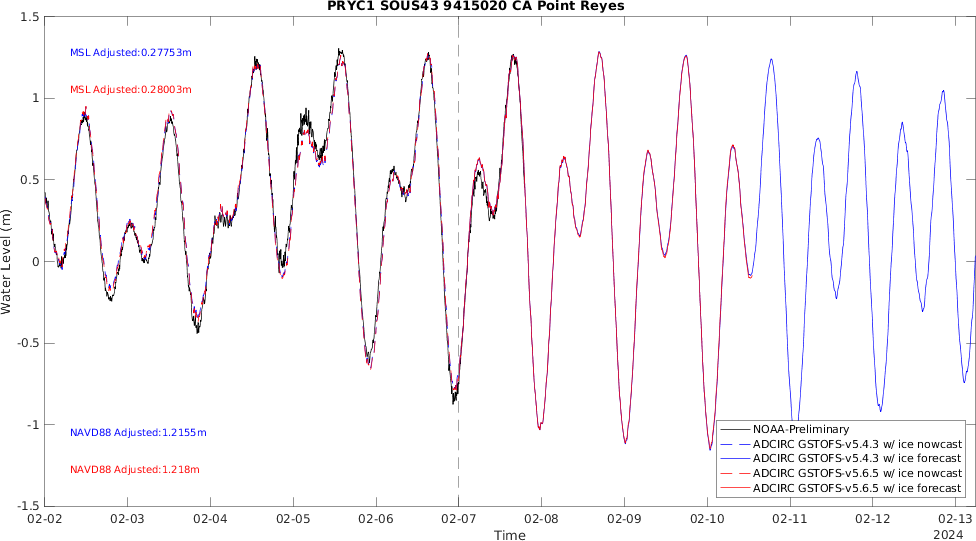 PRYC1 SOUS43 9415020 CA Point Reyes
1.5
1
0.5
0
-0.5
-1
-1.5
Water Level (m)
MSL Adjusted:0.27753m
MSL Adjusted:0.28003m
NAVD88 Adjusted:1.2155m
NAVD88 Adjusted:1.218m
NOAA-Preliminary
ADCIRC GSTOFS-v5.4.3 w/ ice nowcast
ADCIRC GSTOFS-v5.4.3 w/ ice forecast
ADCIRC GSTOFS-v5.6.5 w/ ice nowcast
ADCIRC GSTOFS-v5.6.5 w/ ice forecast
02-02 02-03 02-04 02-05 02-06 02-07 02-08 02-09 02-10 02-11 02-12 02-13
2024
Time